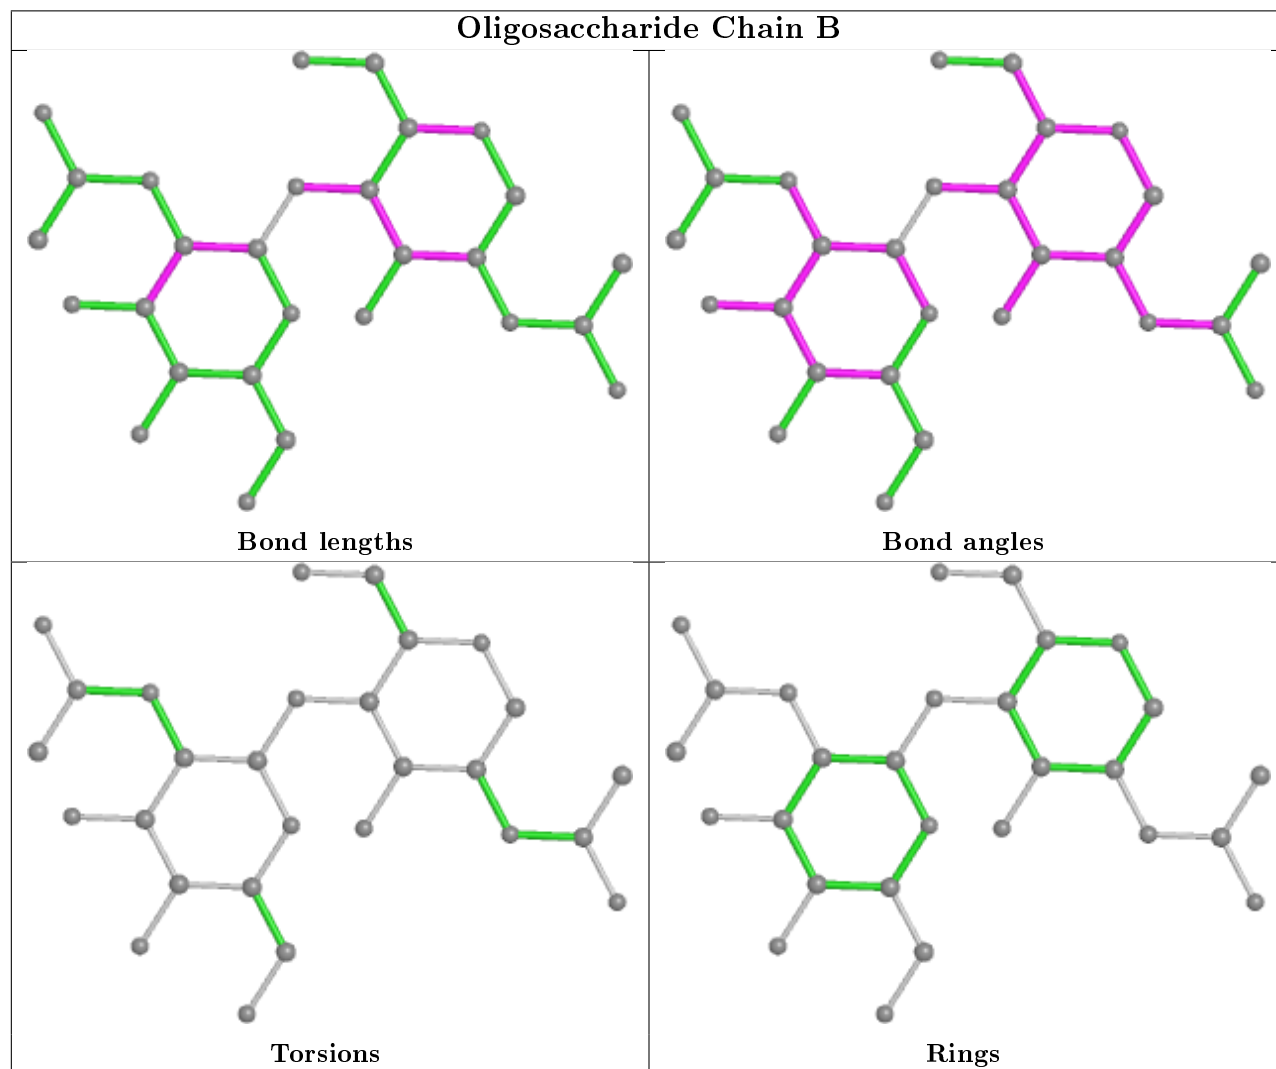 Oligosaccharide Chain B
Bond lengths
Bond angles
Torsions
Rings